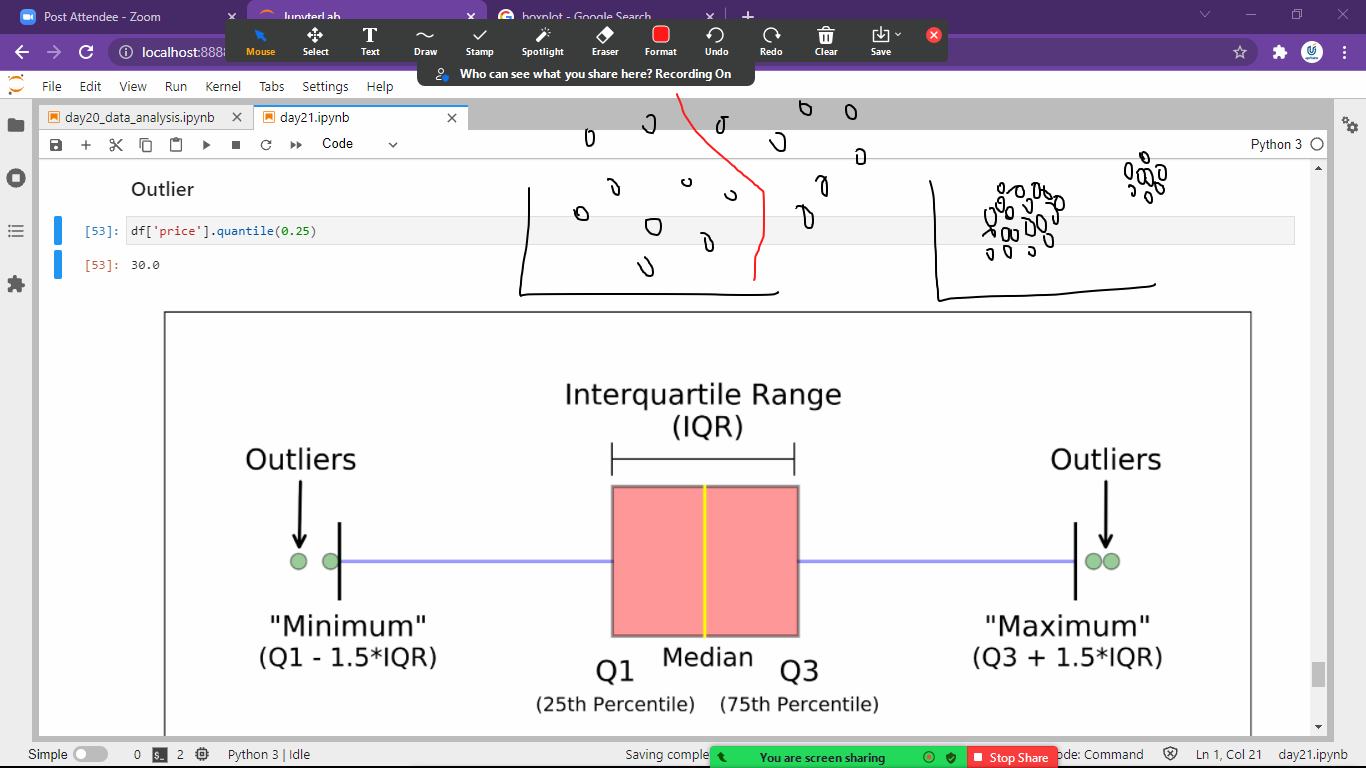 Post Attendee - Zoom
JupyterLab
boxplot - Google Search
localhost:888
Mouse Select Text Draw Stamp Spotlight Eraser Format Undo Redo Clear Save
Who can see what you share here? Recording On
File Edit View Run Kernel Tabs Settings Help
day20_data_analysis.ipynb
day21.ipynb
Code
Python 3
Outlier
[53]: df['price'].quantile(0.25)
[53]: 30.0
Interquartile Range
(IQR)
Outliers
Outliers
"Minimum"
(Q1 - 1.5*IQR)
"Maximum"
(Q3 + 1.5*IQR)
Q1
Median
Q3
(25th Percentile)
(75th Percentile)
Simple 0 2 Python 3 | Idle
Saving comple
You are screen sharing
Stop Share
ode: Command
Ln 1, Col 21
day21.ipynb